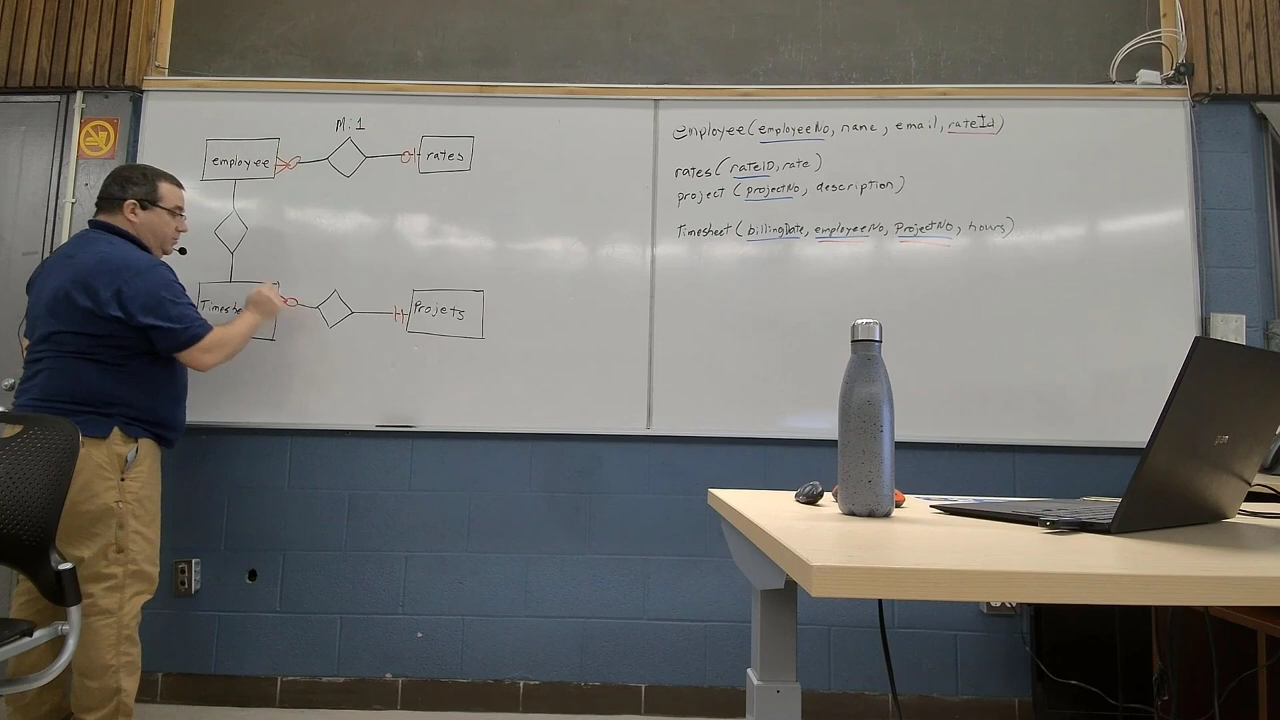 M:1
employee
rates
Timeshe
Projets
employee(employeeNo, name, email, rateId)
rates(rateID, rate)
project (projectNo, description)
Timesheet(billingDate, employeeNo, ProjectNo, hours)